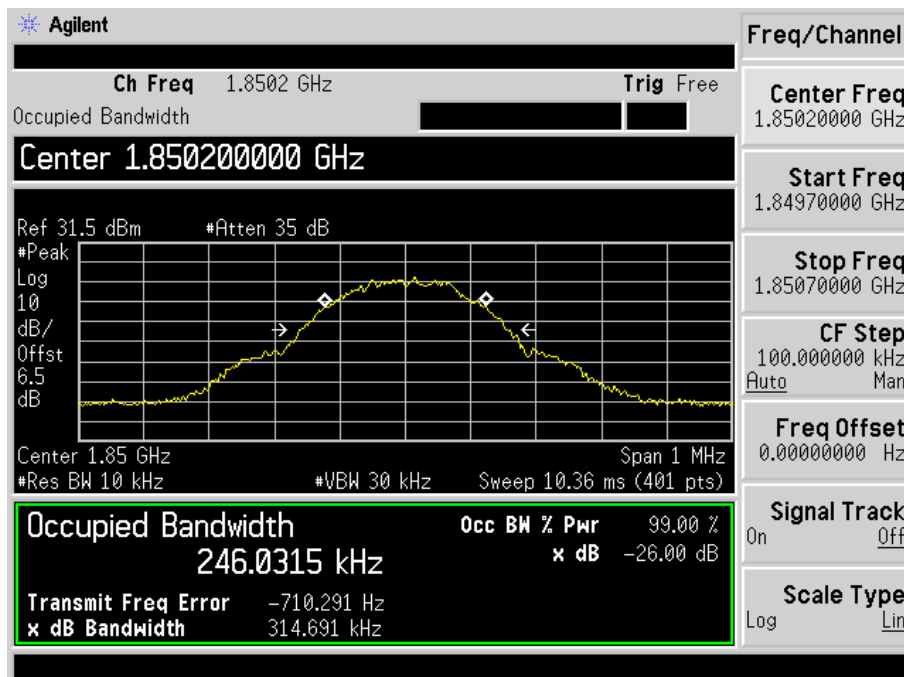 Agilent
Freq/Channel
Ch Freq 1.8502 GHz Trig Free
Occupied Bandwidth
Center 1.850200000 GHz
Ref 31.5 dBm #Atten 35 dB
#Peak
Log
10
dB/
Offst
6.5
dB
Center 1.85 GHz Span 1 MHz
#Res BW 10 kHz #VBW 30 kHz Sweep 10.36 ms (401 pts)
Occupied Bandwidth
246.0315 kHz
Occ BW % Pwr 99.00 %
x dB -26.00 dB
Transmit Freq Error -710.291 Hz
x dB Bandwidth 314.691 kHz
Center Freq
1.85020000 GHz
Start Freq
1.84970000 GHz
Stop Freq
1.85070000 GHz
CF Step
100.000000 kHz
Auto Man
Freq Offset
0.00000000 Hz
Signal Track
On Off
Scale Type
Log Lin